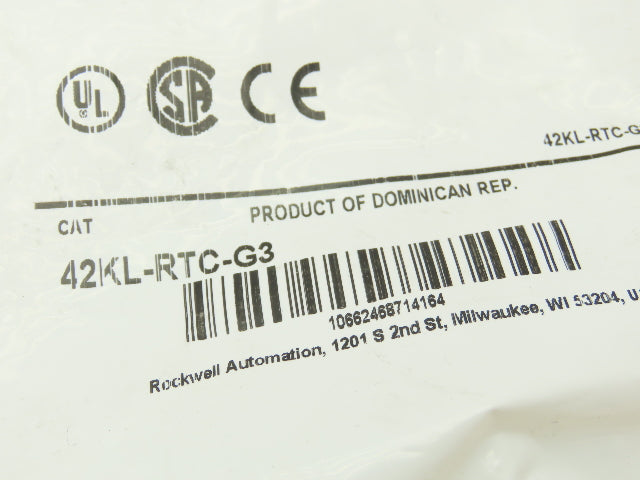 UL
SA
CE
42KL-RTC-G
PRODUCT OF DOMINICAN REP.
CAT
42KL-RTC-G3
10662468714164
Rockwell Automation, 1201 S 2nd St, Milwaukee, WI 53204, U